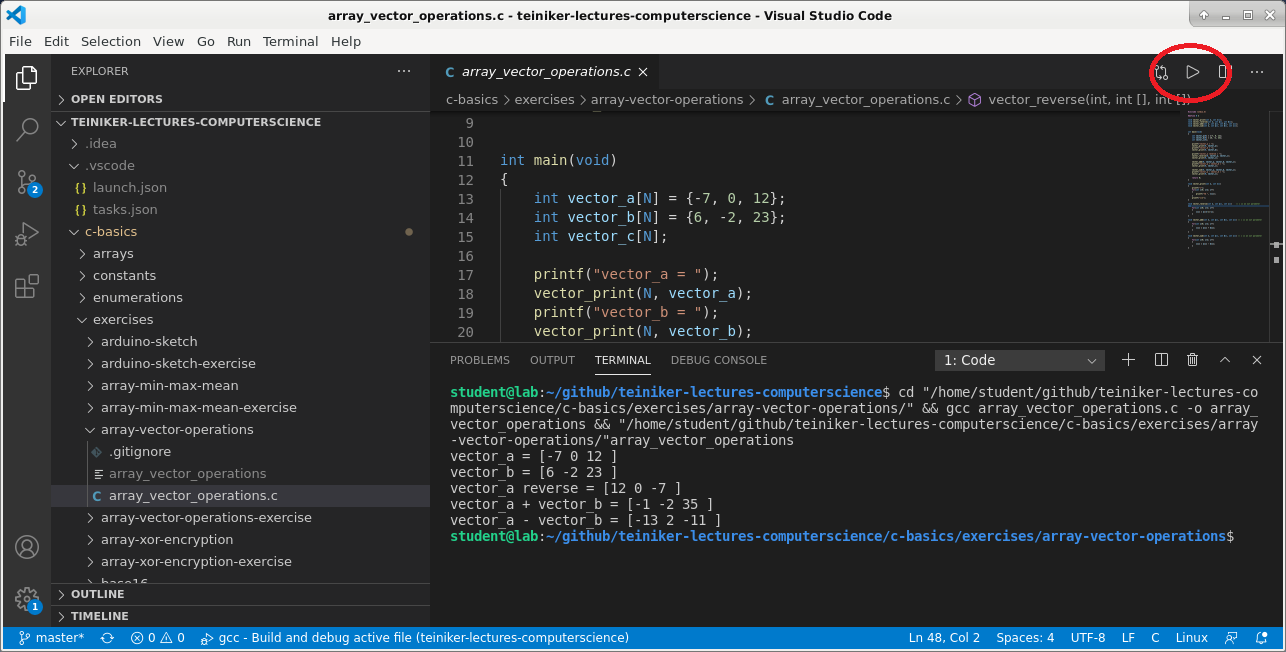 array_vector_operations.c - teiniker-lectures-computerscience - Visual Studio Code
File Edit Selection View Go Run Terminal Help
EXPLORER
OPEN EDITORS
TEINIKER-LECTURES-COMPUTERSCIENCE
.idea
.vscode
{} launch.json
{} tasks.json
c-basics
arrays
constants
enumerations
exercises
arduino-sketch
arduino-sketch-exercise
array-min-max-mean
array-min-max-mean-exercise
array-vector-operations
.gitignore
array_vector_operations
C array_vector_operations.c
array-vector-operations-exercise
array-xor-encryption
array-xor-encryption-exercise
base16
OUTLINE
TIMELINE
2
1
C array_vector_operations.c
c-basics > exercises > array-vector-operations > C array_vector_operations.c > vector_reverse(int, int [], int [])
9
10
11 int main(void)
12 {
13 int vector_a[N] = {-7, 0, 12};
14 int vector_b[N] = {6, -2, 23};
15 int vector_c[N];
16
17 printf("vector_a = ");
18 vector_print(N, vector_a);
19 printf("vector_b = ");
20 vector_print(N, vector_b);
PROBLEMS OUTPUT TERMINAL DEBUG CONSOLE 1: Code
student@lab:~/github/teiniker-lectures-computerscience$ cd "/home/student/github/teiniker-lectures-co
mputerscience/c-basics/exercises/array-vector-operations/" && gcc array_vector_operations.c -o array_
vector_operations && "/home/student/github/teiniker-lectures-computerscience/c-basics/exercises/array
-vector-operations/"array_vector_operations
vector_a = [-7 0 12 ]
vector_b = [6 -2 23 ]
vector_a reverse = [12 0 -7 ]
vector_a + vector_b = [-1 -2 35 ]
vector_a - vector_b = [-13 2 -11 ]
student@lab:~/github/teiniker-lectures-computerscience/c-basics/exercises/array-vector-operations$
master* 0 0 gcc - Build and debug active file (teiniker-lectures-computerscience) Ln 48, Col 2 Spaces: 4 UTF-8 LF C Linux